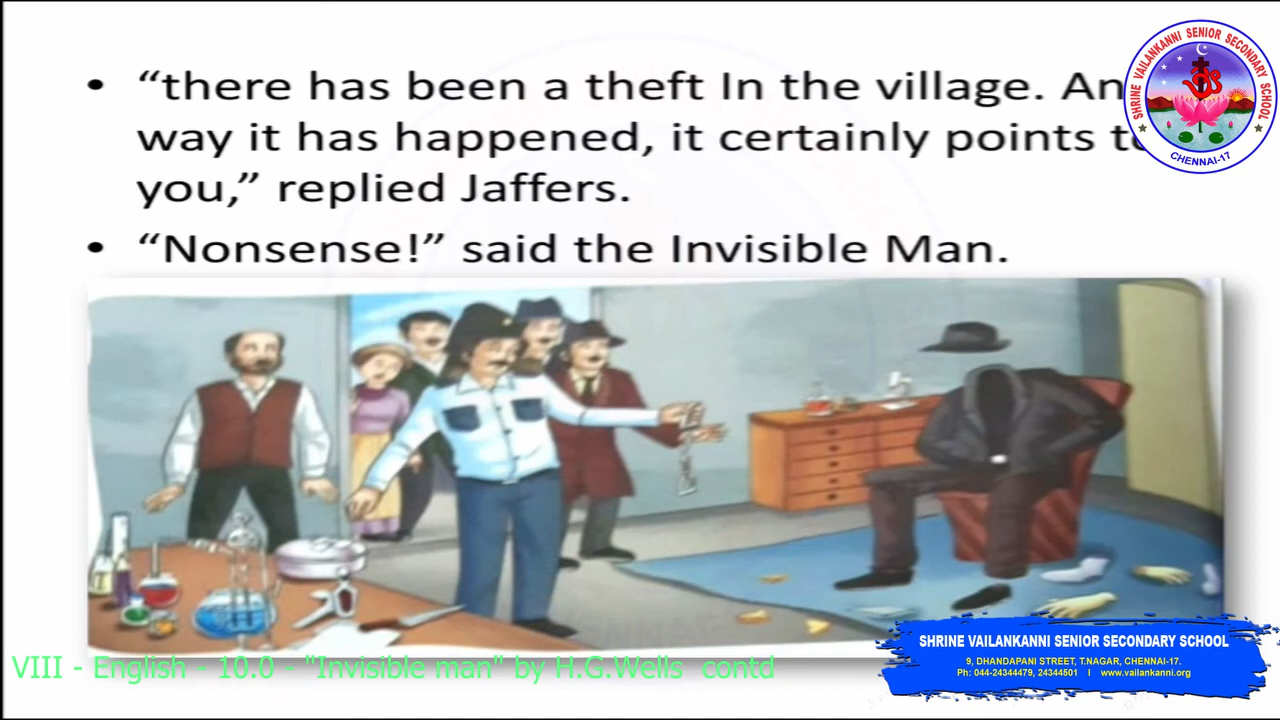 • “there has been a theft In the village. An
way it has happened, it certainly points
you,” replied Jaffers.
• “Nonsense!” said the Invisible Man.
SHRINE VAILANKANNI SENIOR SECONDARY SCHOOL
CHENNAI-17
VIII - English - 10.0 - "Invisible man" by H.G.Wells contd
SHRINE VAILANKANNI SENIOR SECONDARY SCHOOL
9, DHANDAPANI STREET, T.NAGAR, CHENNAI-17.
Ph: 044-24344479, 24344501 I www.vailankanni.org